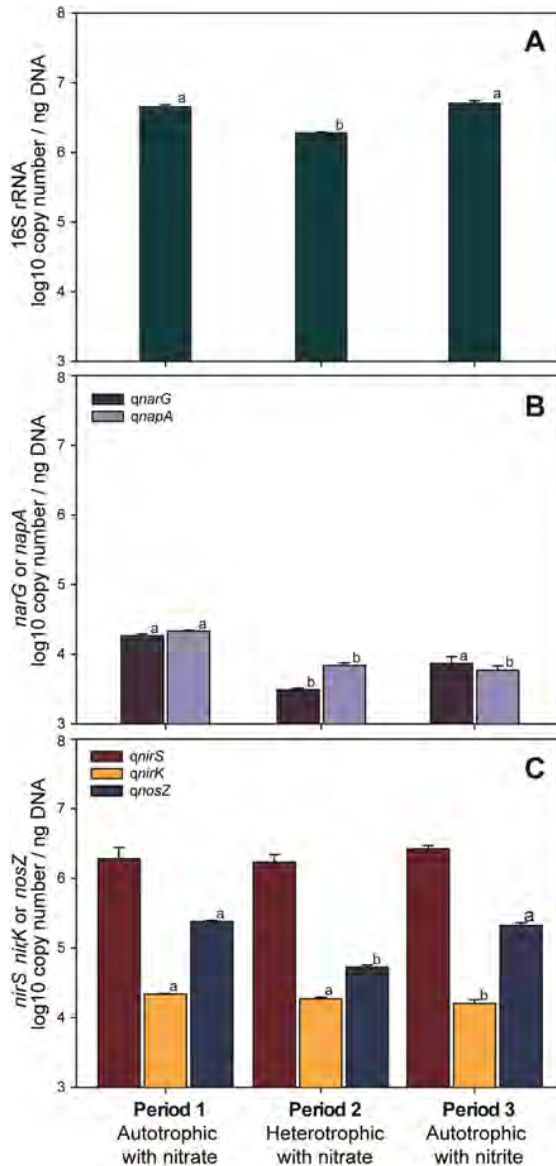 8
A
7
a
b
a
6
5
4
3
16S rRNA
log10 copy number / ng DNA
8
B
qnarG
qnapA
7
6
5
a
a
b
b
a
b
4
3
narG or napA
log10 copy number / ng DNA
8
C
qnirS
qnirK
qnosZ
7
6
a
b
a
5
a
a
b
4
3
nirS nirK or nosZ
log10 copy number / ng DNA
Period 1
Autotrophic
with nitrate
Period 2
Heterotrophic
with nitrate
Period 3
Autotrophic
with nitrite